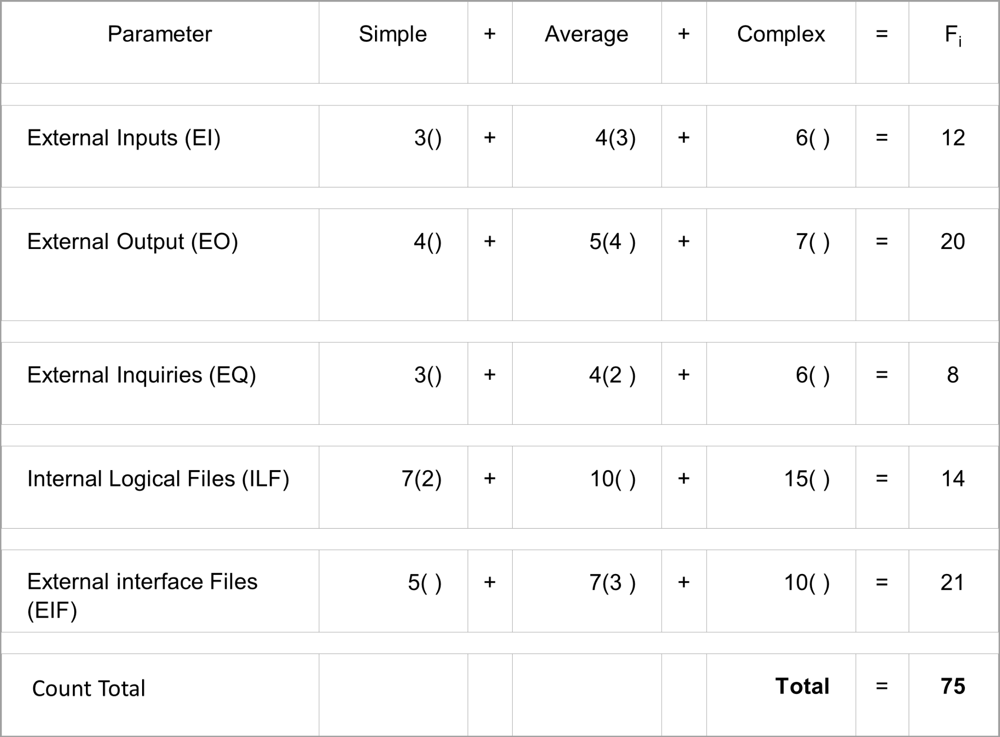 Parameter Simple + Average + Complex = Fi
External Inputs (EI) 3() + 4(3) + 6( ) = 12
External Output (EO) 4() + 5(4 ) + 7( ) = 20
External Inquiries (EQ) 3() + 4(2 ) + 6( ) = 8
Internal Logical Files (ILF) 7(2) + 10( ) + 15( ) = 14
External interface Files 5( ) + 7(3 ) + 10( ) = 21
(EIF)
Count Total Total = 75